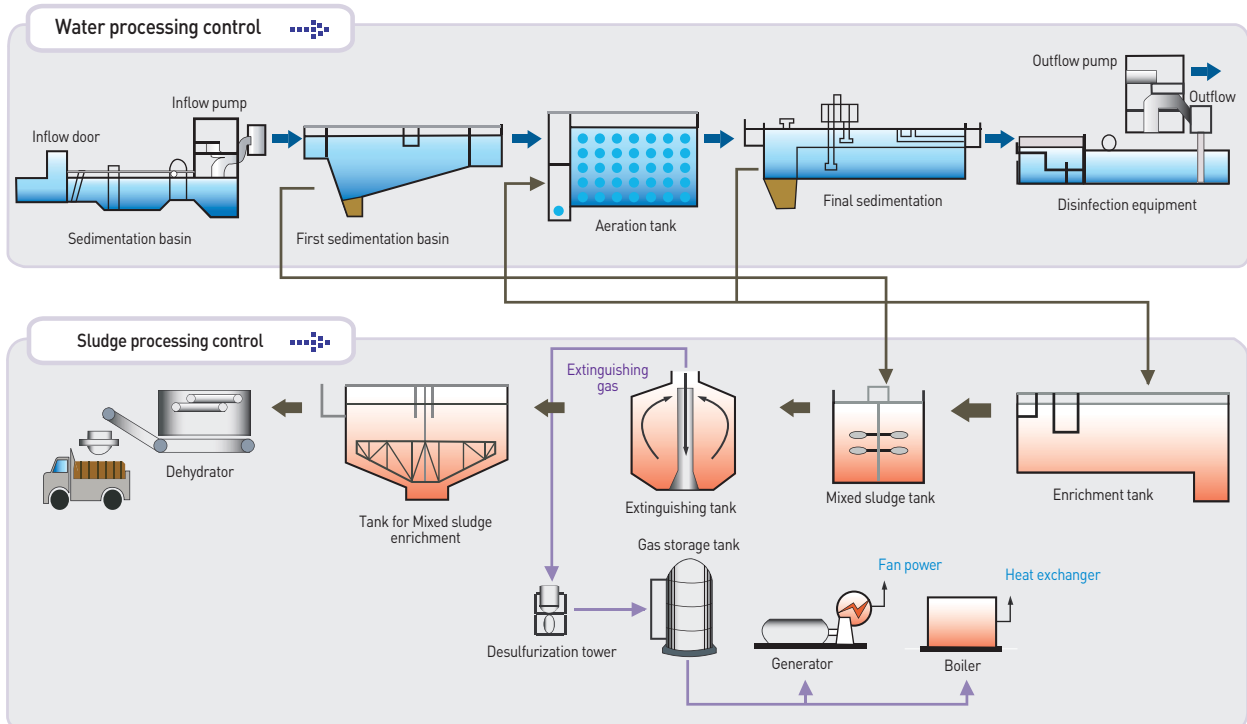 Water processing control
Inflow door
Inflow pump
Sedimentation basin
First sedimentation basin
Aeration tank
Final sedimentation
Outflow pump
Outflow
Disinfection equipment
Sludge processing control
Dehydrator
Tank for Mixed sludge
enrichment
Extinguishing
gas
Extinguishing tank
Mixed sludge tank
Enrichment tank
Desulfurization tower
Gas storage tank
Fan power
Generator
Heat exchanger
Boiler